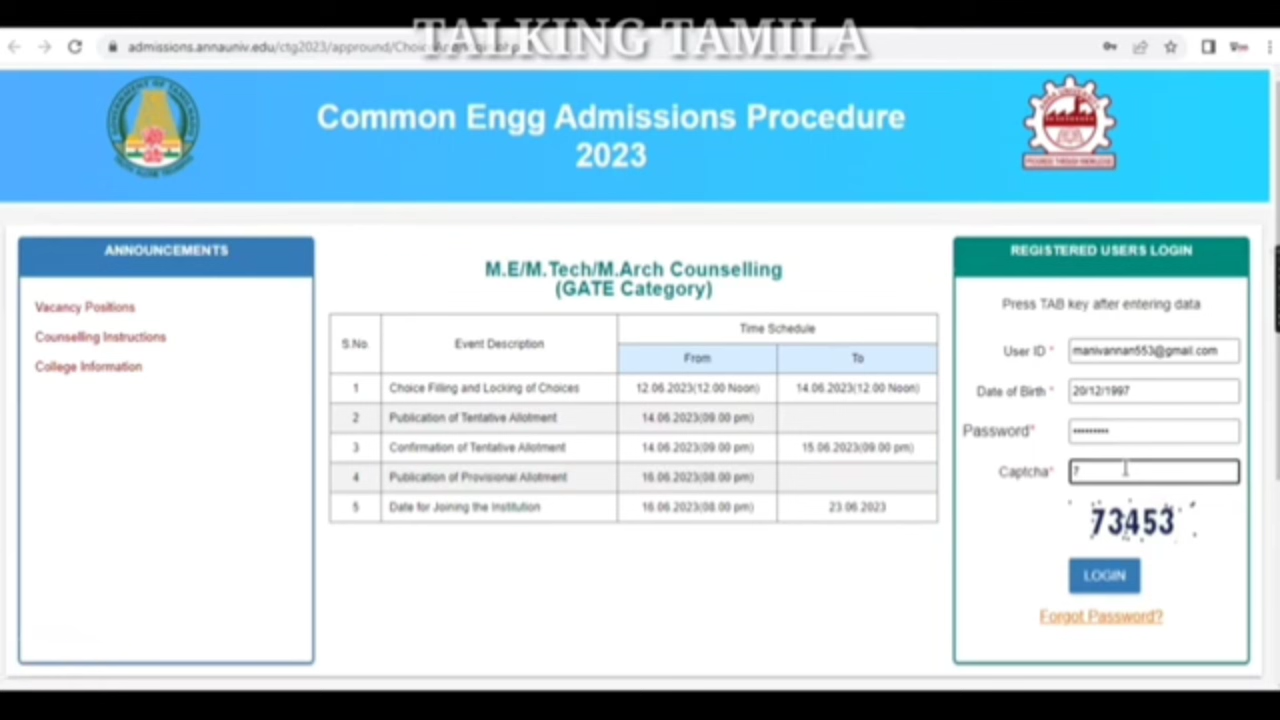 TALKING TAMILA
admissions.annauniv.edu/ctg2023/appround/
Common Engg Admissions Procedure
2023
ANNOUNCEMENTS
Vacancy Positions
Counselling Instructions
College Information
M.E/M.Tech/M.Arch Counselling
(GATE Category)
S.No. Event Description Time Schedule
From To
1 Choice Filling and Locking of Choices 12.06.2023(12.00 Noon) 14.06.2023(12.00 Noon)
2 Publication of Tentative Allotment 14.06.2023(09.00 pm)
3 Confirmation of Tentative Allotment 14.06.2023(09.00 pm) 15.06.2023(09.00 pm)
4 Publication of Provisional Allotment 16.06.2023(08.00 pm)
5 Date for Joining the Institution 16.06.2023(08.00 pm) 23.06.2023
REGISTERED USERS LOGIN
Press TAB key after entering data
User ID * manivannan553@gmail.com
Date of Birth * 20/12/1997
Password* •••••••••
Captcha* 7
73453
LOGIN
Forgot Password?